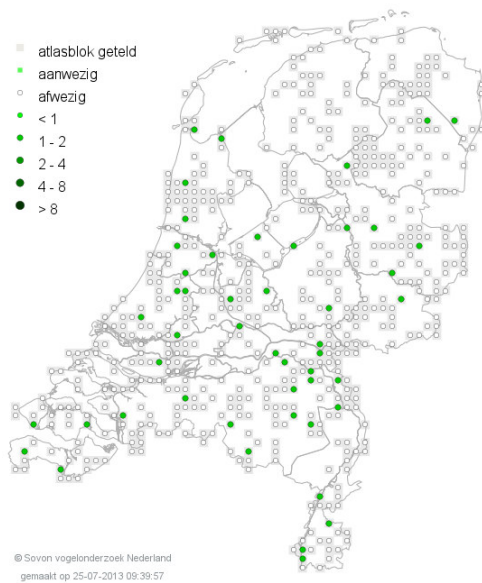 atlasblok geteld
aanwezig
afwezig
< 1
1 - 2
2 - 4
4 - 8
> 8
© Sovon vogelonderzoek Nederland
gemaakt op 25-07-2013 09:39:57